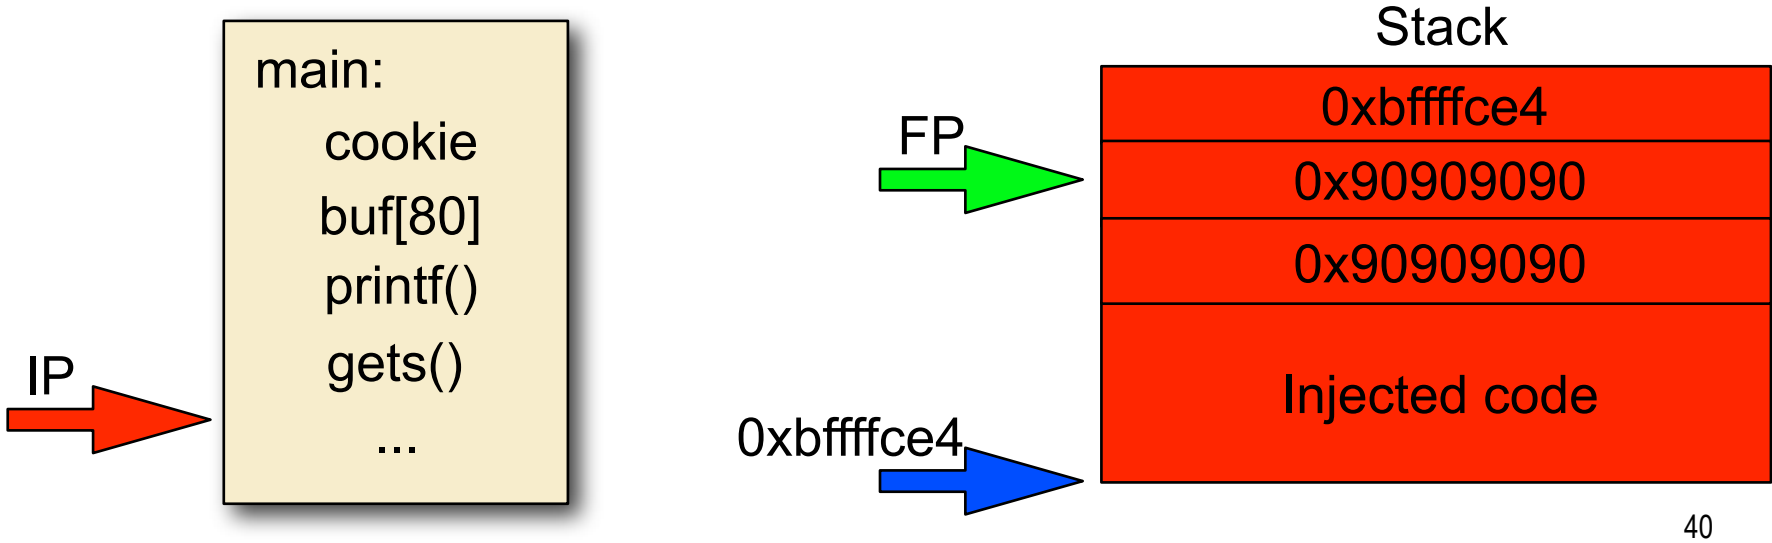 main:
cookie
buf[80]
printf()
gets()
...
IP
Stack
FP
0xbffffce4
0x90909090
0x90909090
Injected code
0xbffffce4
40